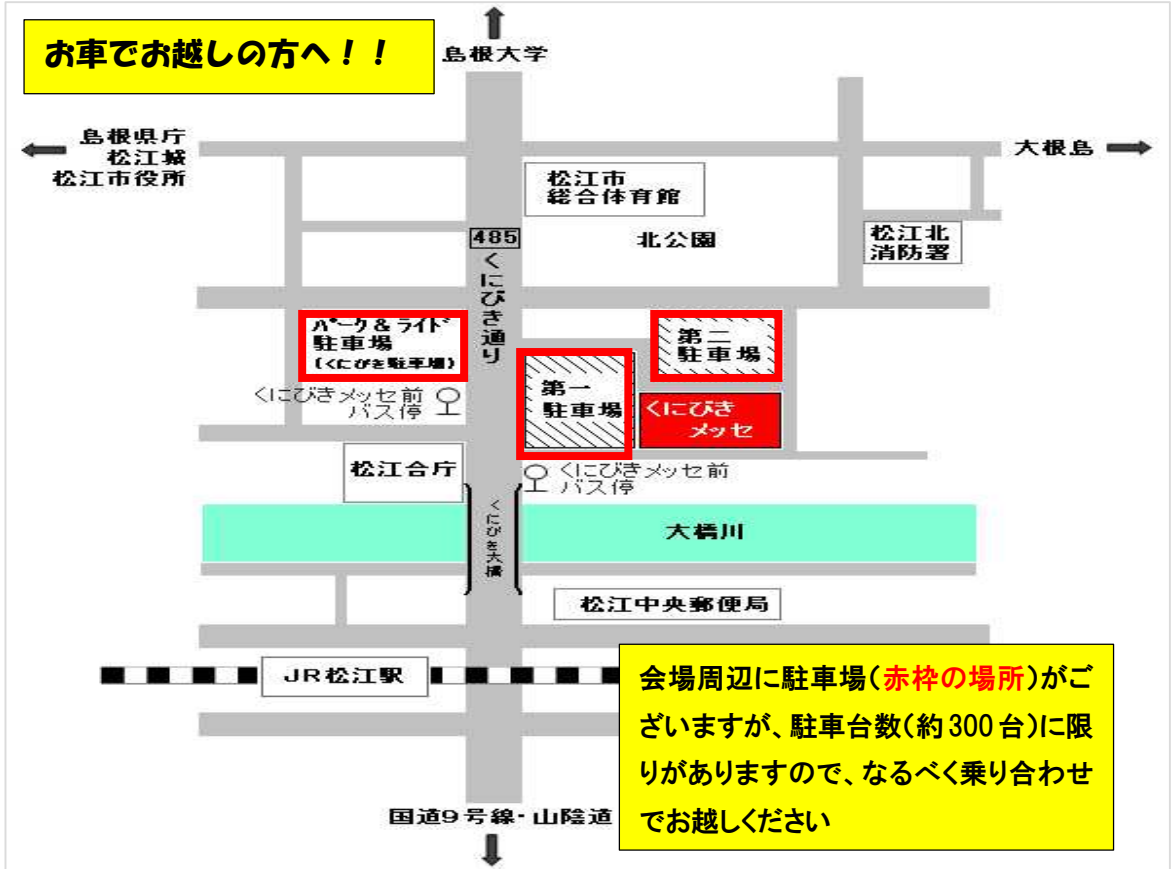 お車でお越しの方へ！！
島根大学
島根県庁
松江城
松江市役所
大根島
松江市
総合体育館
485
くにびき通り
北公園
松江北
消防署
パーク＆ライド
駐車場
(くにびき駐車場)
第二
駐車場
第一
駐車場
くにびき
メッセ
くにびきメッセ前
バス停
松江合庁
くにびきメッセ前
バス停
くにびき大橋
大橋川
松江中央郵便局
JR松江駅
会場周辺に駐車場(赤枠の場所)がご
ざいますが、駐車台数(約300台)に限
りがありますので、なるべく乗り合わせ
でお越しください
国道9号線・山陰道